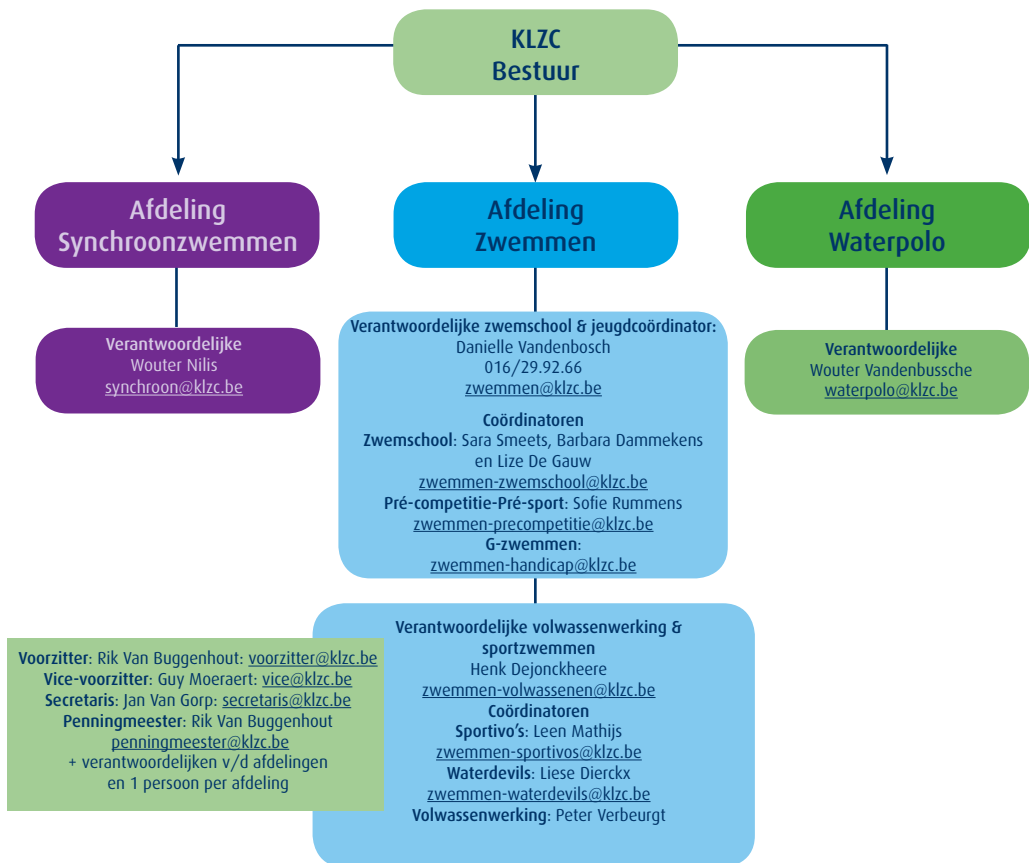 KLZC
Bestuur
Afdeling
Synchroonzwemmen
Afdeling
Zwemmen
Afdeling
Waterpolo
Verantwoordelijke
Wouter Nilis
synchroon@klzc.be
Verantwoordelijke zwemschool & jeugdcoördinator:
Danielle Vandenbosch
016/29.92.66
zwemmen@klzc.be
Coördinatoren
Zwemschool: Sara Smeets, Barbara Dammekens
en Lize De Gauw
zwemmen-zwemschool@klzc.be
Pré-competitie-Pré-sport: Sofie Rummens
zwemmen-precompetitie@klzc.be
G-zwemmen:
zwemmen-handicap@klzc.be
Verantwoordelijke
Wouter Vandenbussche
waterpolo@klzc.be
Verantwoordelijke volwassenwerking &
sportzwemmen
Henk Dejonckheere
zwemmen-volwassenen@klzc.be
Coördinatoren
Sportivo's: Leen Mathijs
zwemmen-sportivos@klzc.be
Waterdevils: Liese Dierckx
zwemmen-waterdevils@klzc.be
Volwassenwerking: Peter Verbeurgt
Voorzitter: Rik Van Buggenhout: voorzitter@klzc.be
Vice-voorzitter: Guy Moeraert: vice@klzc.be
Secretaris: Jan Van Gorp: secretaris@klzc.be
Penningmeester: Rik Van Buggenhout
penningmeester@klzc.be
+ verantwoordelijken v/d afdelingen
en 1 persoon per afdeling